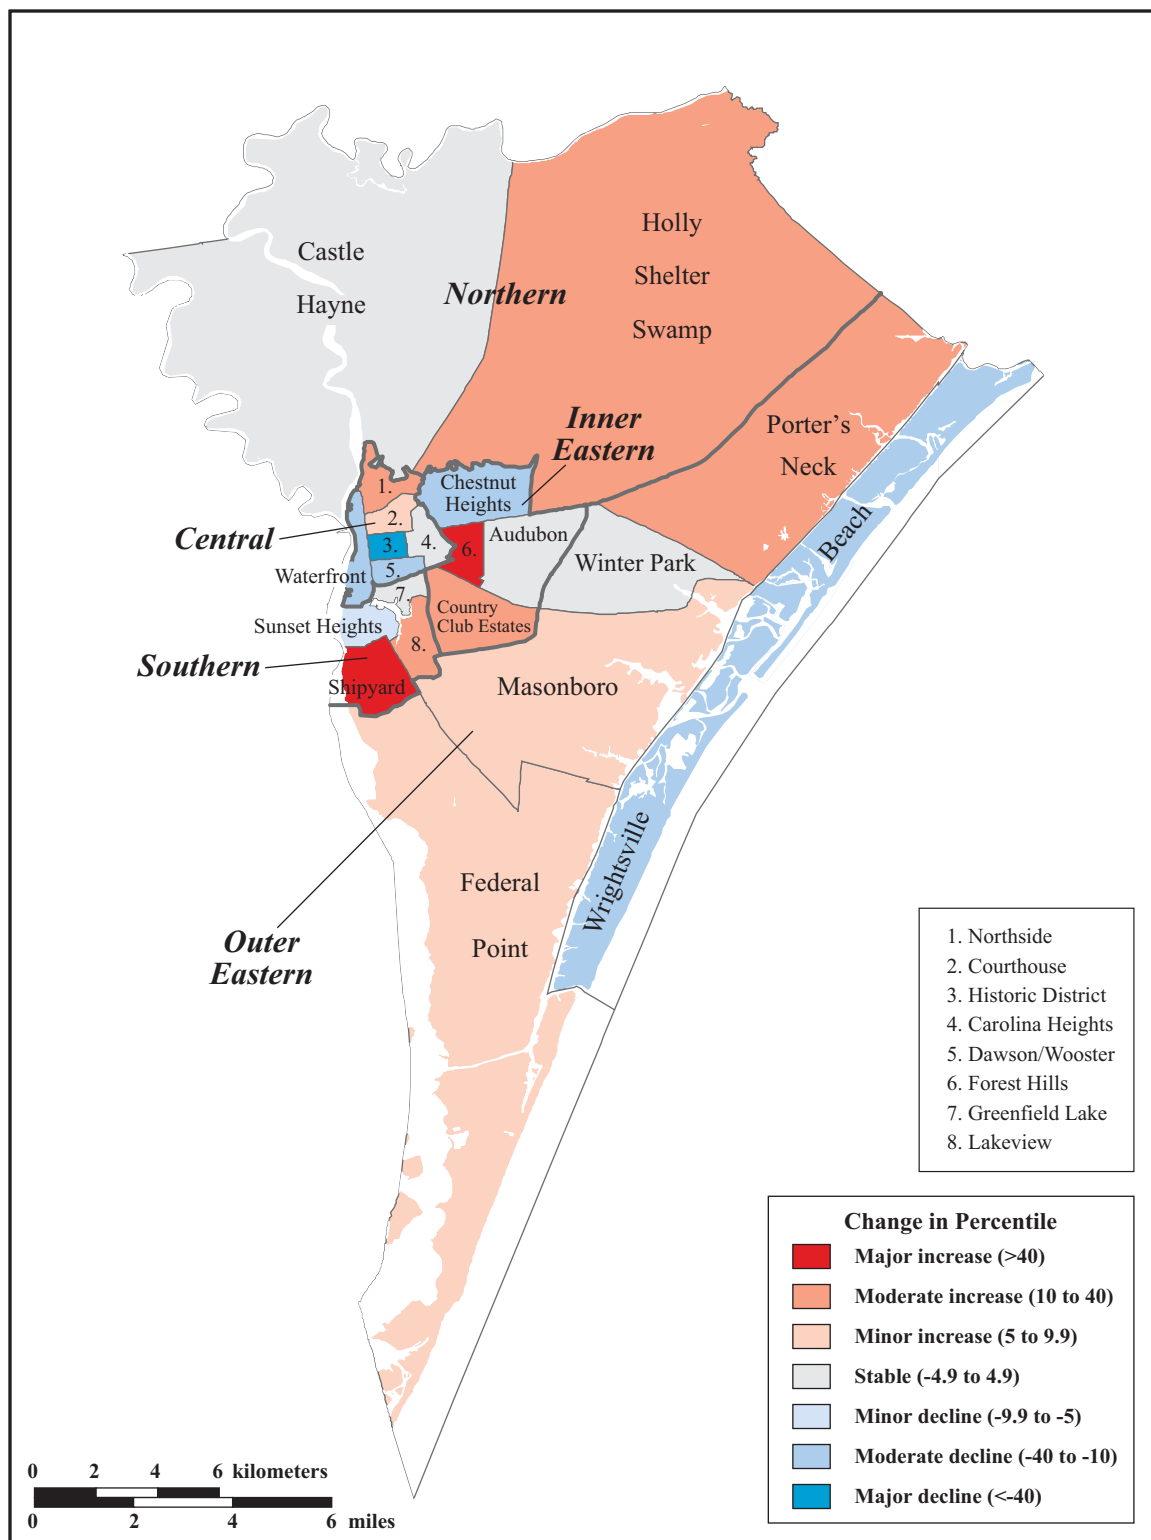 Castle
Hayne
Northern
Holly
Shelter
Swamp
Inner
Eastern
Porter’s
Neck
1.
Chestnut
Heights
2.
Central
3.
4.
6.
Audubon
Winter Park
Beach
Waterfront
5.
7.
Country
Club Estates
Sunset Heights
8.
Southern
Shipyard
Masonboro
Wrightsville
Federal
Point
Outer
Eastern
1. Northside
2. Courthouse
3. Historic District
4. Carolina Heights
5. Dawson/Wooster
6. Forest Hills
7. Greenfield Lake
8. Lakeview
Change in Percentile
Major increase (>40)
Moderate increase (10 to 40)
Minor increase (5 to 9.9)
Stable (-4.9 to 4.9)
Minor decline (-9.9 to -5)
Moderate decline (-40 to -10)
Major decline (<-40)
0 2 4 6 kilometers
0 2 4 6 miles